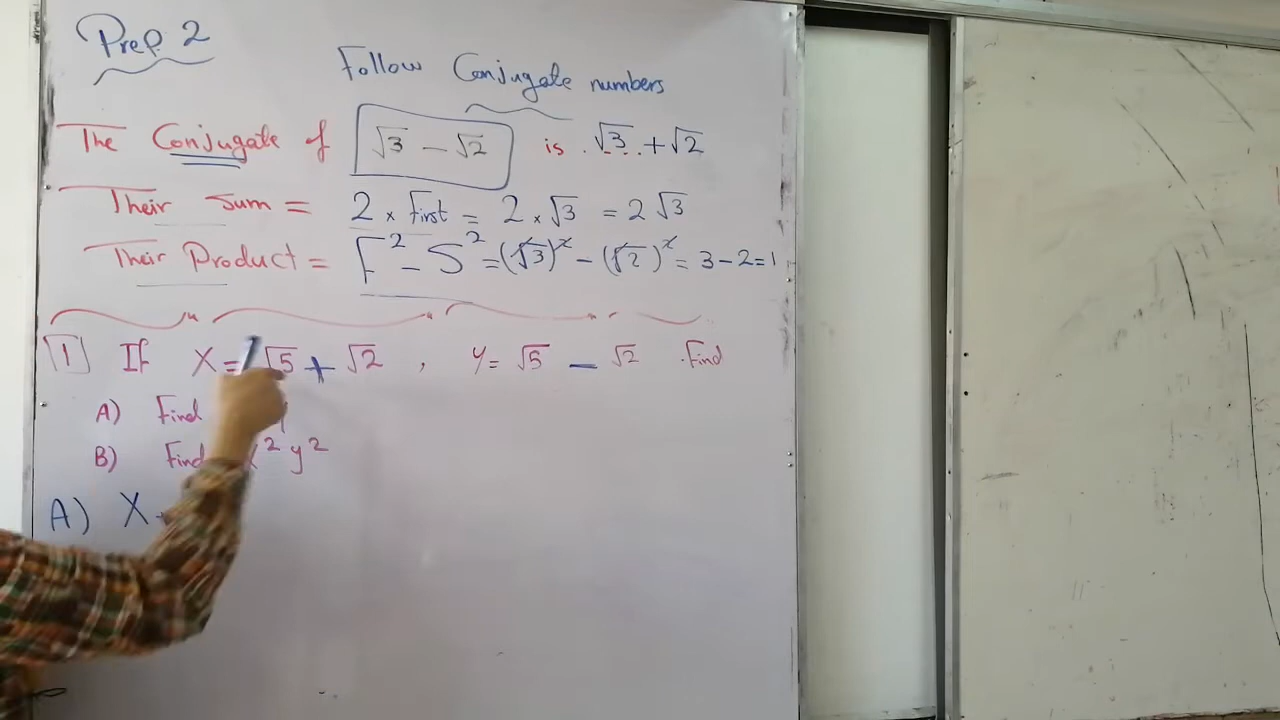 Prep 2
Follow Conjugate numbers
The Conjugate of √3 - √2 is √3 + √2
Their Sum = 2 × First = 2 × √3 = 2√3
Their Product = F² - S² = (√3)² - (√2)² = 3 - 2 = 1
1 If X = √5 + √2 , y = √5 - √2 .Find
A) Find
B) Find x² y²
A) X